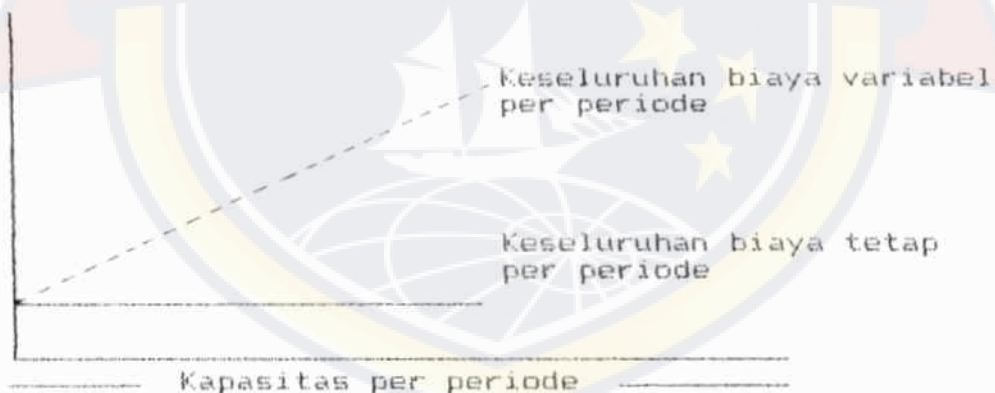 Keseluruhan biaya variabel
per periode
Keseluruhan biaya tetap
per periode
Kapasitas per periode